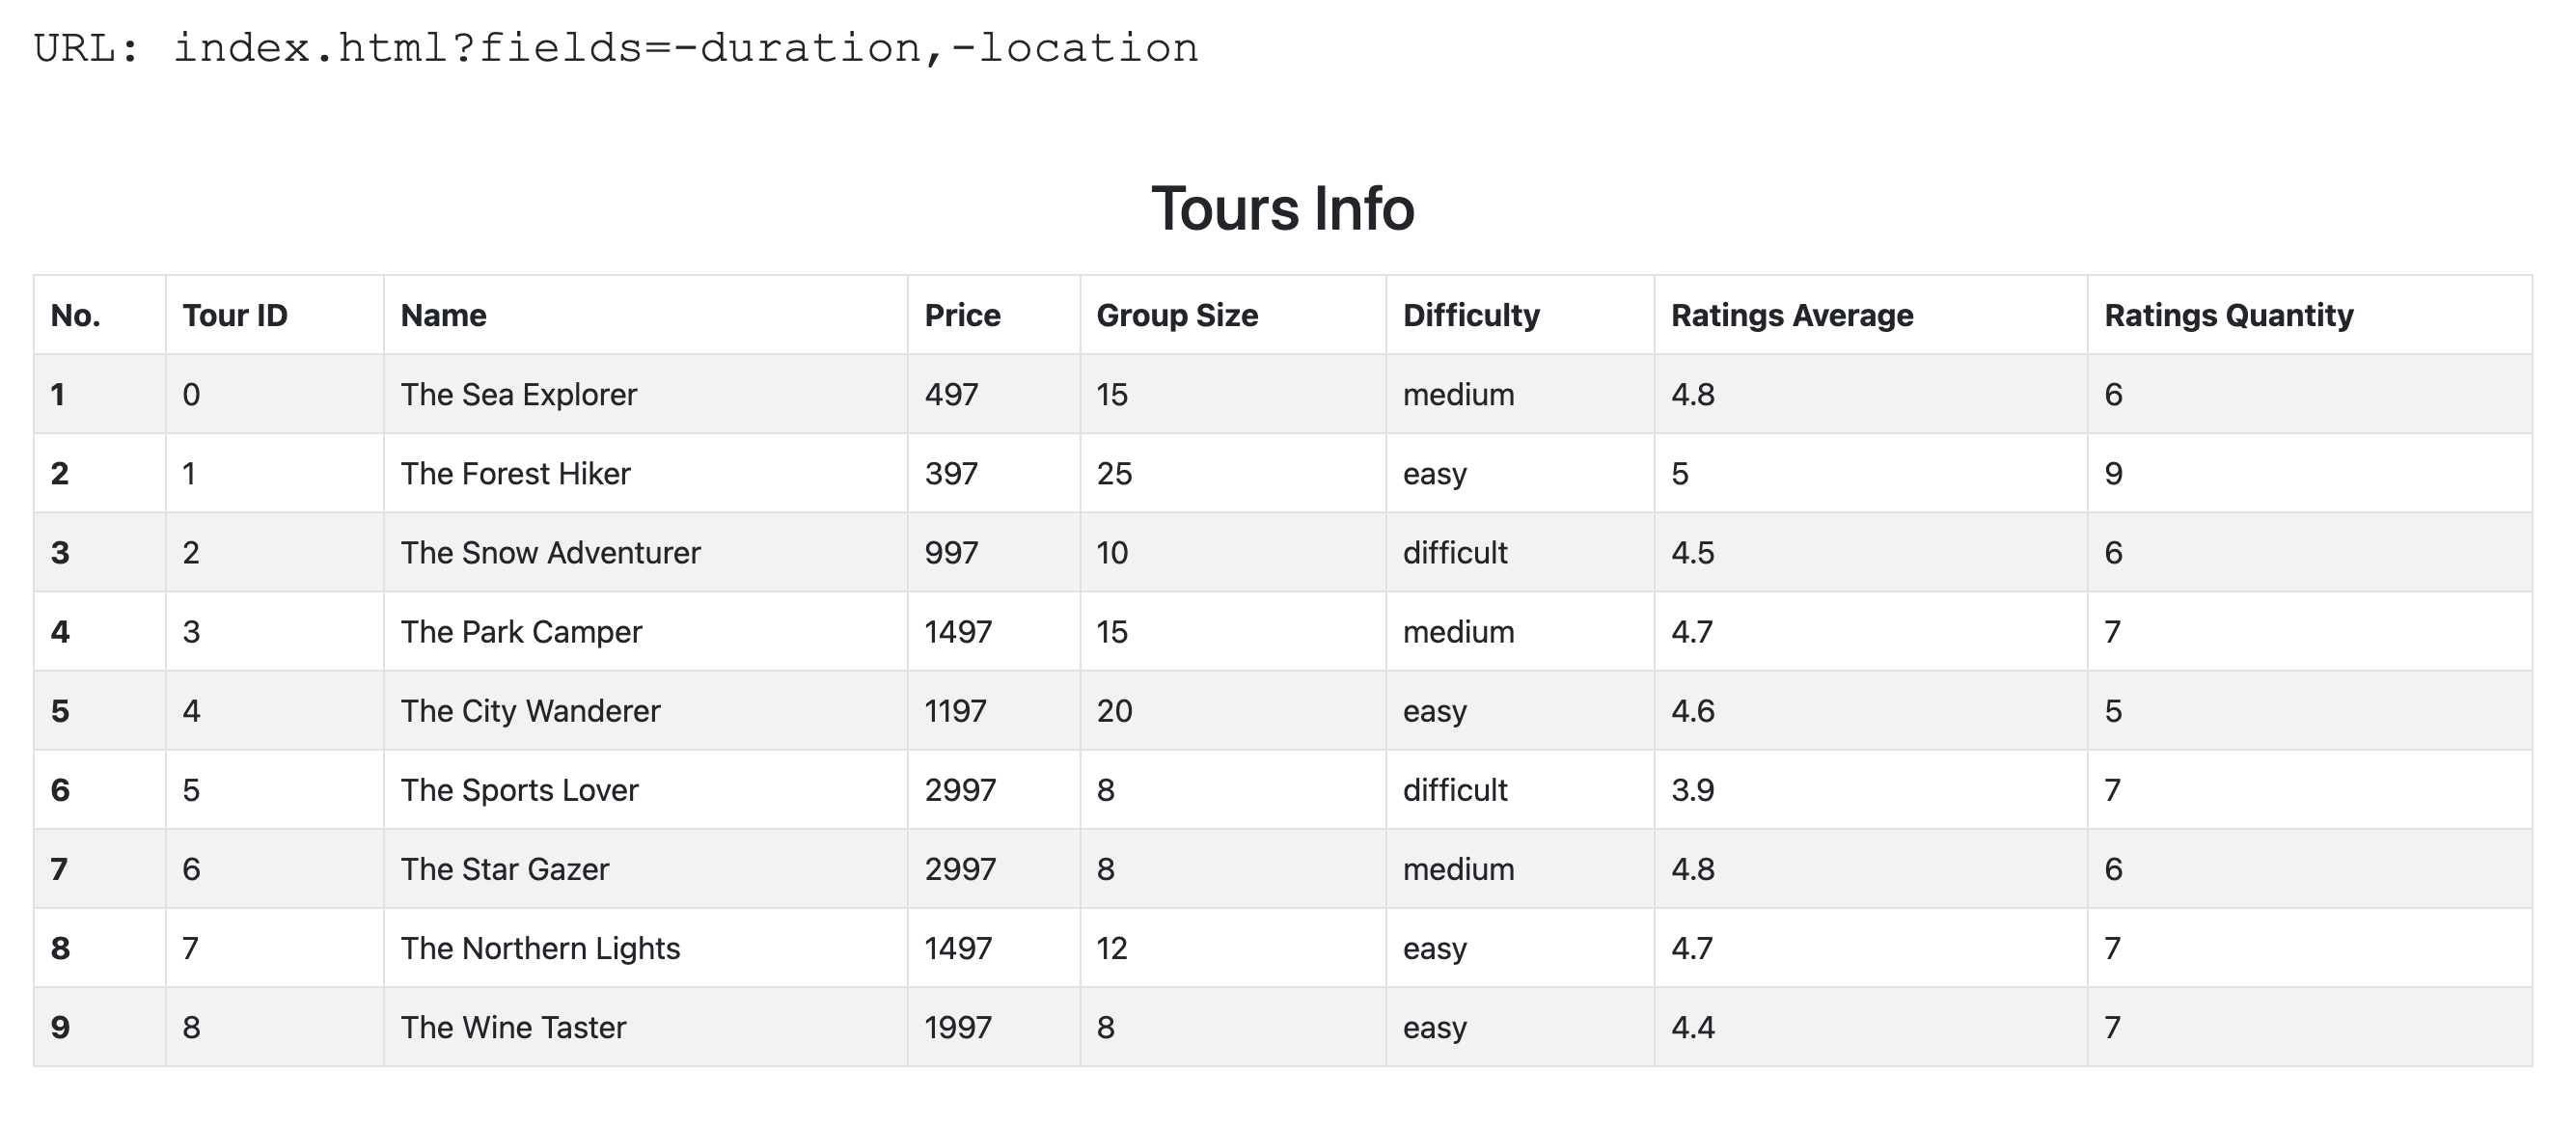 URL: index.html?fields=-duration,-location
Tours Info
No. Tour ID Name Price Group Size Difficulty Ratings Average Ratings Quantity
1 0 The Sea Explorer 497 15 medium 4.8 6
2 1 The Forest Hiker 397 25 easy 5 9
3 2 The Snow Adventurer 997 10 difficult 4.5 6
4 3 The Park Camper 1497 15 medium 4.7 7
5 4 The City Wanderer 1197 20 easy 4.6 5
6 5 The Sports Lover 2997 8 difficult 3.9 7
7 6 The Star Gazer 2997 8 medium 4.8 6
8 7 The Northern Lights 1497 12 easy 4.7 7
9 8 The Wine Taster 1997 8 easy 4.4 7